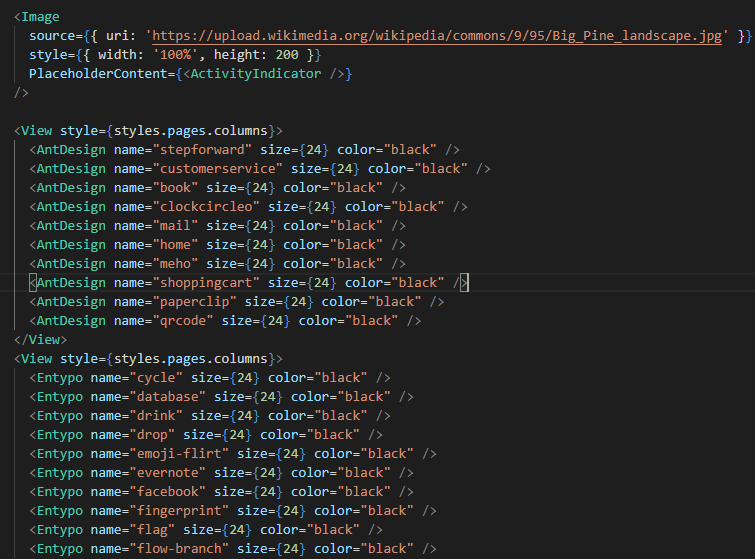 <Image
source={{ uri: 'https://upload.wikimedia.org/wikipedia/commons/9/95/Big_Pine_landscape.jpg' }}
style={{ width: '100%', height: 200 }}
PlaceholderContent={<ActivityIndicator />}
/>
<View style={styles.pages.columns}>
<AntDesign name="stepforward" size={24} color="black" />
<AntDesign name="customerservice" size={24} color="black" />
<AntDesign name="book" size={24} color="black" />
<AntDesign name="clockcircleo" size={24} color="black" />
<AntDesign name="mail" size={24} color="black" />
<AntDesign name="home" size={24} color="black" />
<AntDesign name="meho" size={24} color="black" />
<AntDesign name="shoppingcart" size={24} color="black" />
<AntDesign name="paperclip" size={24} color="black" />
<AntDesign name="qrcode" size={24} color="black" />
</View>
<View style={styles.pages.columns}>
<Entypo name="cycle" size={24} color="black" />
<Entypo name="database" size={24} color="black" />
<Entypo name="drink" size={24} color="black" />
<Entypo name="drop" size={24} color="black" />
<Entypo name="emoji-flirt" size={24} color="black" />
<Entypo name="evernote" size={24} color="black" />
<Entypo name="facebook" size={24} color="black" />
<Entypo name="fingerprint" size={24} color="black" />
<Entypo name="flag" size={24} color="black" />
<Entypo name="flow-branch" size={24} color="black" />